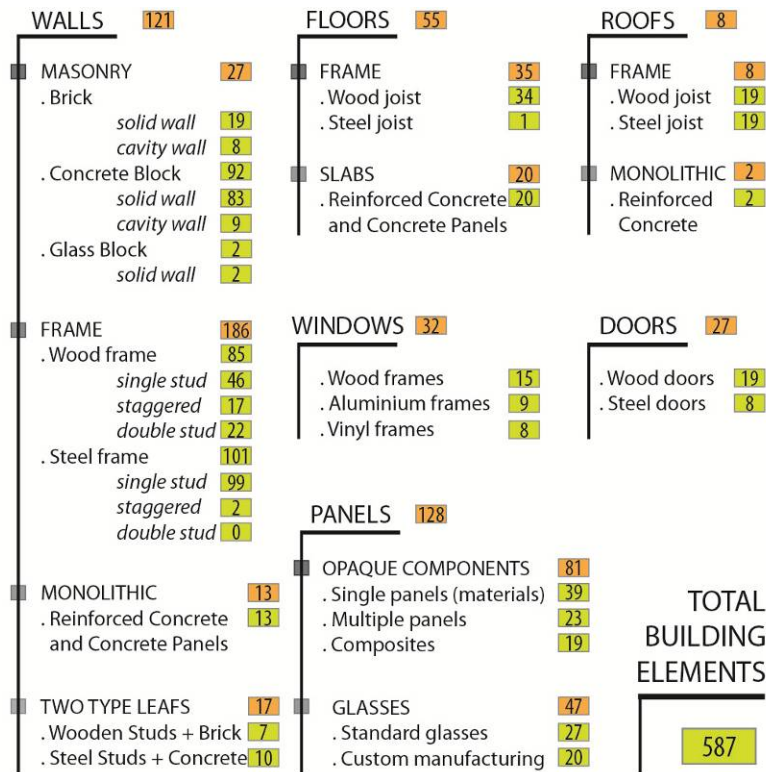 WALLS 121
MASONRY 27
. Brick
solid wall 19
cavity wall 8
. Concrete Block 92
solid wall 83
cavity wall 9
. Glass Block 2
solid wall 2
FRAME 186
. Wood frame 85
single stud 46
staggered 17
double stud 22
. Steel frame 101
single stud 99
staggered 2
double stud 0
MONOLITHIC 13
. Reinforced Concrete 13
and Concrete Panels
TWO TYPE LEAFS 17
. Wooden Studs + Brick 7
. Steel Studs + Concrete 10
FLOORS 55
FRAME 35
. Wood joist 34
. Steel joist 1
SLABS 20
. Reinforced Concrete 20
and Concrete Panels
ROOFS 8
FRAME 8
. Wood joist 19
. Steel joist 19
MONOLITHIC 2
. Reinforced 2
Concrete
WINDOWS 32
. Wood frames 15
. Aluminium frames 9
. Vinyl frames 8
DOORS 27
. Wood doors 19
. Steel doors 8
PANELS 128
OPAQUE COMPONENTS 81
. Single panels (materials) 39
. Multiple panels 23
. Composites 19
GLASSES 47
. Standard glasses 27
. Custom manufacturing 20
TOTAL
BUILDING
ELEMENTS
587